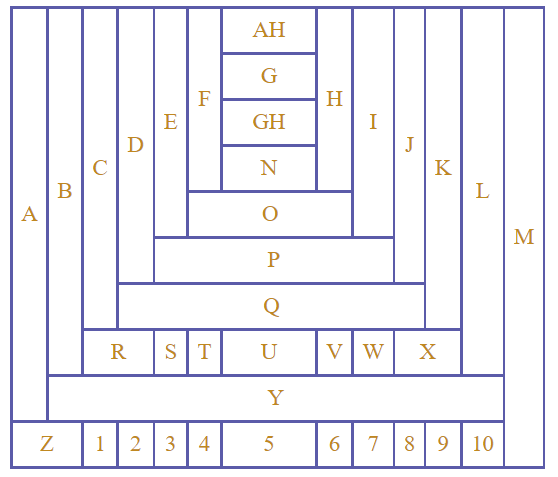 AH
G
F H
E GH I
D J
C N K
B L
A O M
P
Q
R S T U V W X
Y
Z 1 2 3 4 5 6 7 8 9 10